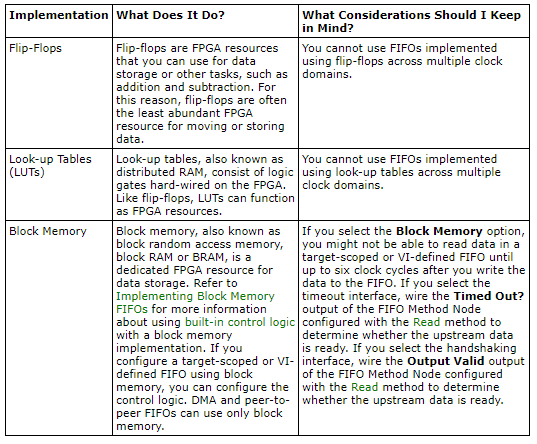 Implementation What Does It Do? What Considerations Should I Keep
in Mind?
Flip-Flops
Flip-flops are FPGA resources
that you can use for data
storage or other tasks, such as
addition and subtraction. For
this reason, flip-flops are often
the least abundant FPGA
resource for moving or storing
data.
You cannot use FIFOs implemented
using flip-flops across multiple clock
domains.
Look-up Tables
(LUTs)
Look-up tables, also known as
distributed RAM, consist of logic
gates hard-wired on the FPGA.
Like flip-flops, LUTs can function
as FPGA resources.
You cannot use FIFOs implemented
using look-up tables across multiple
clock domains.
Block Memory
Block memory, also known as
block random access memory,
block RAM or BRAM, is a
dedicated FPGA resource for
data storage. Refer to
Implementing Block Memory
FIFOs for more information
about using built-in control logic
with a block memory
implementation. If you
configure a target-scoped or VI-
defined FIFO using block
memory, you can configure the
control logic. DMA and peer-to-
peer FIFOs can use only block
memory.
If you select the Block Memory option,
you might not be able to read data in a
target-scoped or VI-defined FIFO until
up to six clock cycles after you write
the data to the FIFO. If you select the
timeout interface, wire the Timed Out?
output of the FIFO Method Node
configured with the Read method to
determine whether the upstream data
is ready. If you select the handshaking
interface, wire the Output Valid output
of the FIFO Method Node configured
with the Read method to determine
whether the upstream data is ready.